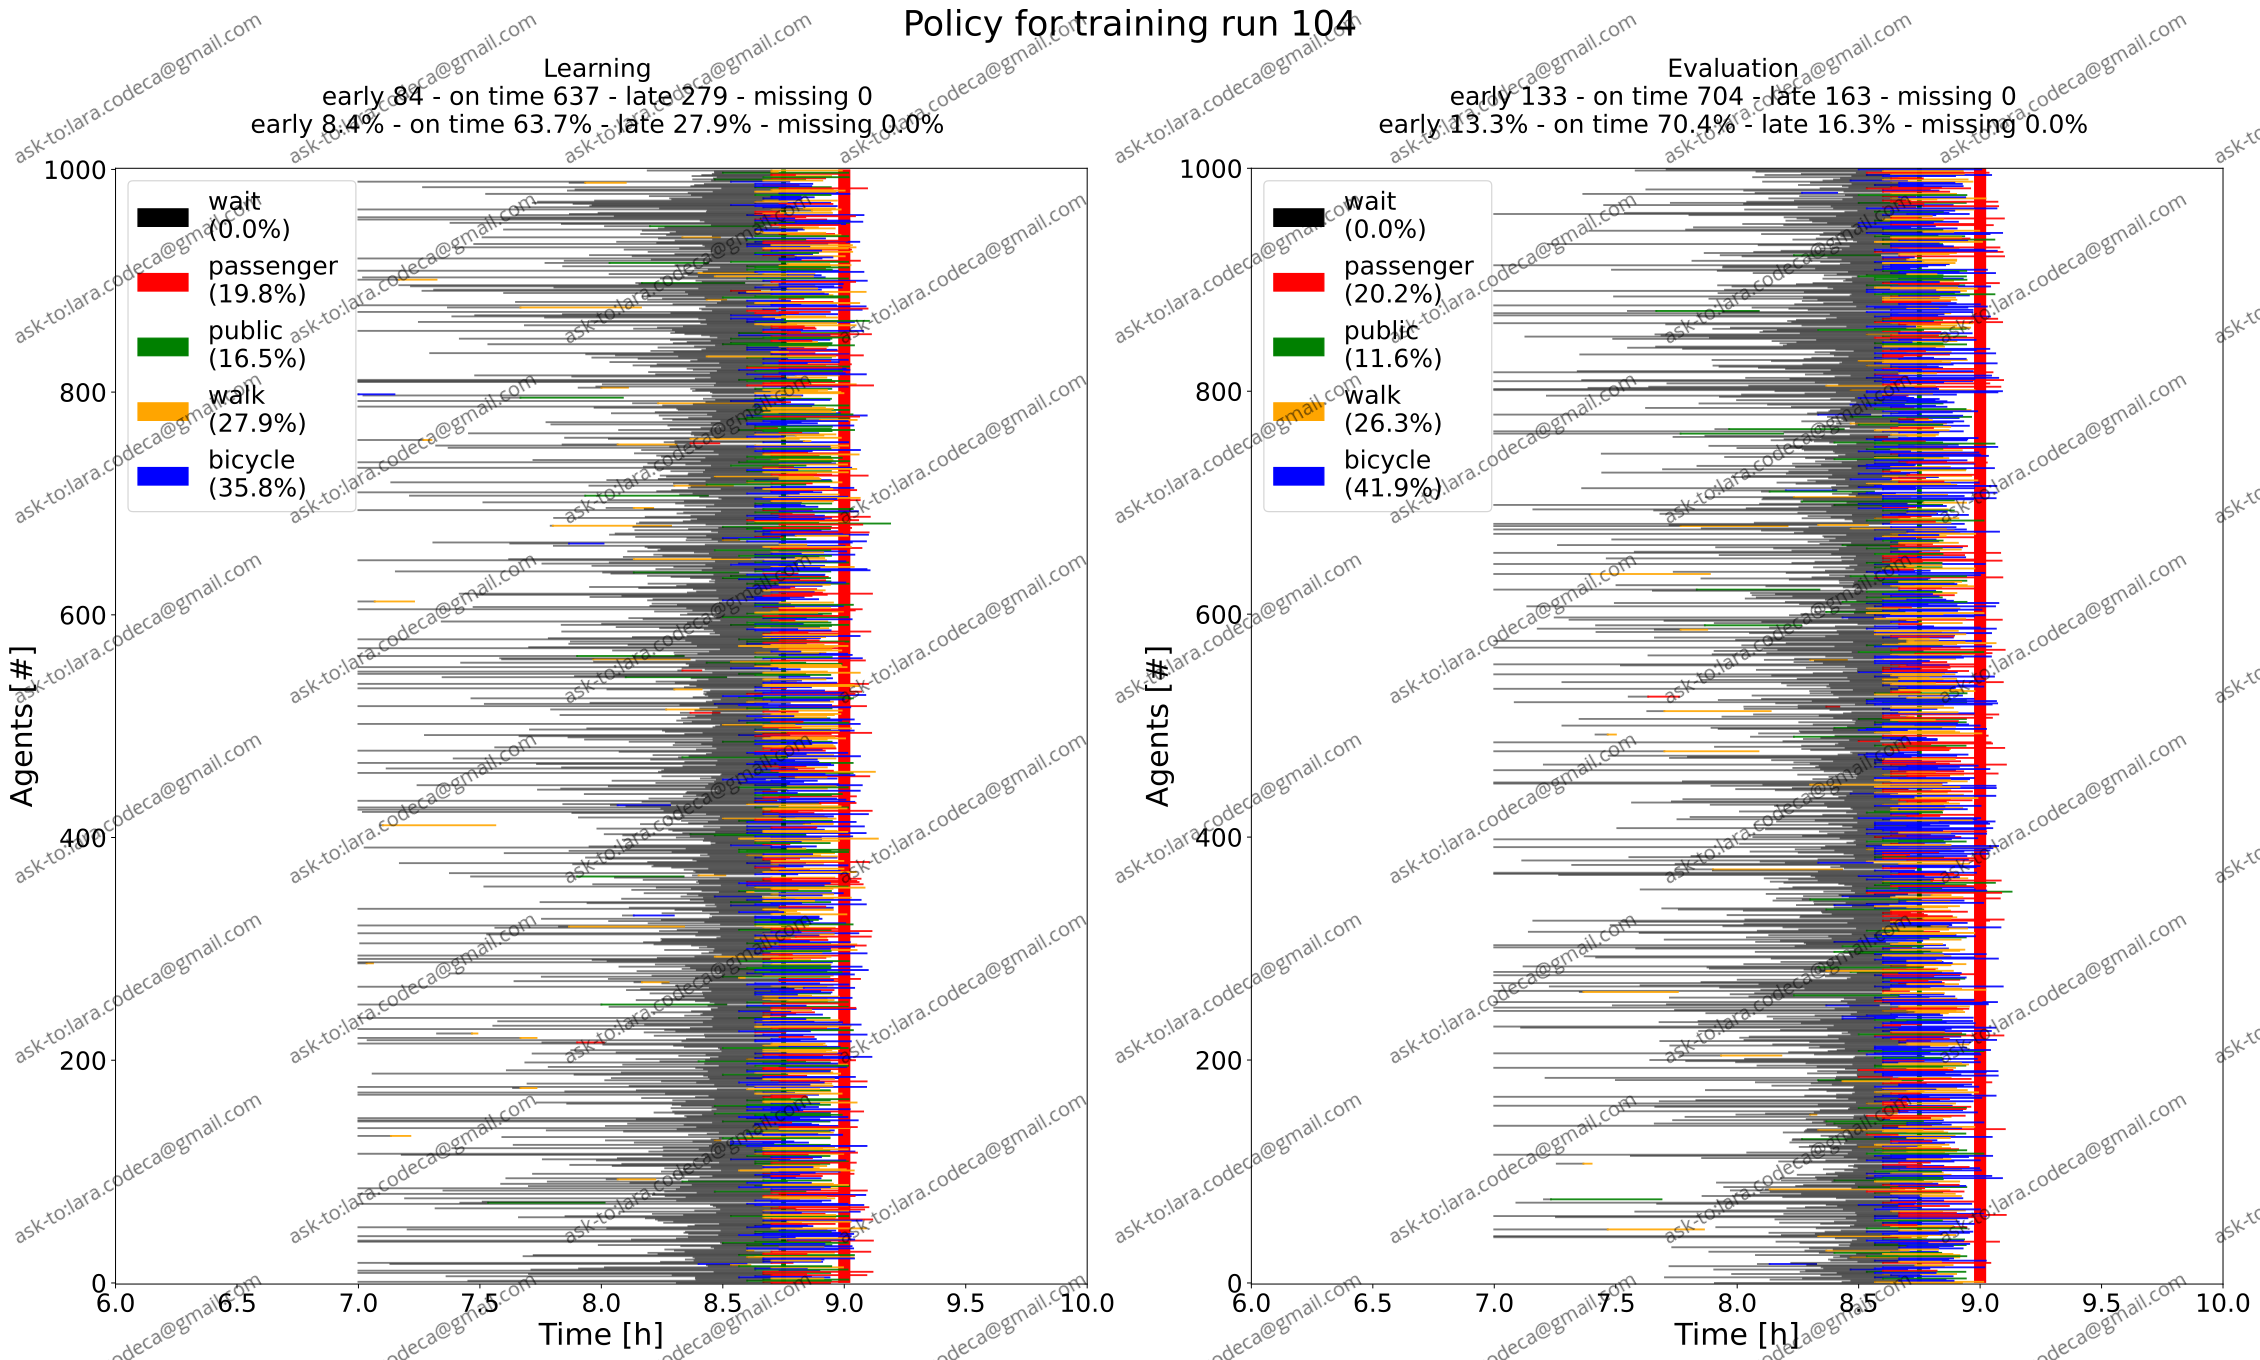 Policy for training run 104
Learning
early 84 - on time 637 - late 279 - missing 0
early 8.4% - on time 63.7% - late 27.9% - missing 0.0%
1000
800
600
400
200
0
Agents [#]
wait
(0.0%)
passenger
(19.8%)
public
(16.5%)
walk
(27.9%)
bicycle
(35.8%)
6.0 6.5 7.0 7.5 8.0 8.5 9.0 9.5 10.0
Time [h]
Evaluation
early 133 - on time 704 - late 163 - missing 0
early 13.3% - on time 70.4% - late 16.3% - missing 0.0%
1000
800
600
400
200
0
Agents [#]
wait
(0.0%)
passenger
(20.2%)
public
(11.6%)
walk
(26.3%)
bicycle
(41.9%)
6.0 6.5 7.0 7.5 8.0 8.5 9.0 9.5 10.0
Time [h]
ask-to:lara.codeca@gmail.com